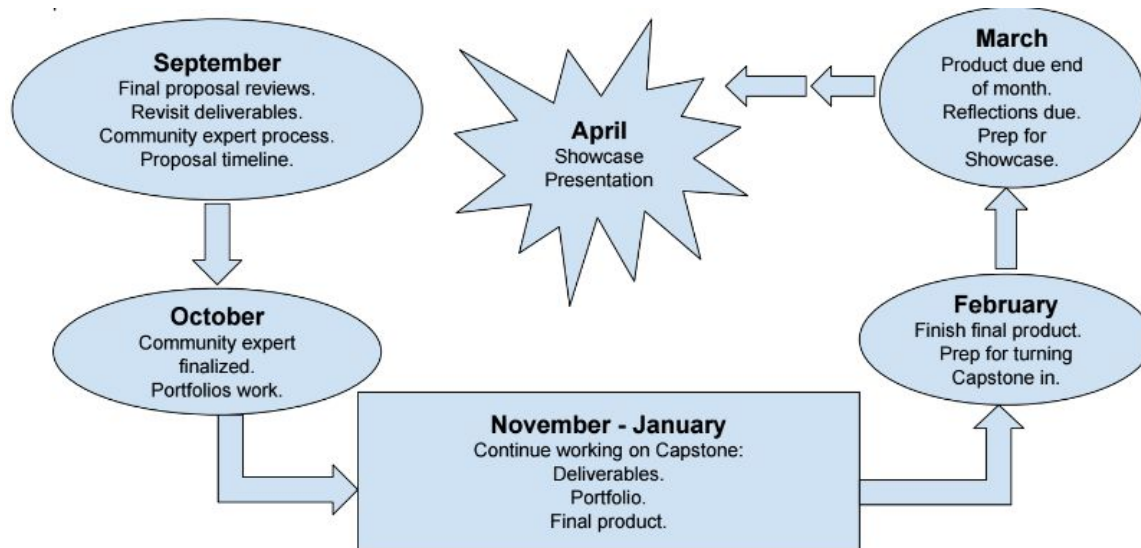 September
Final proposal reviews.
Revisit deliverables.
Community expert process.
Proposal timeline.
October
Community expert
finalized.
Portfolios work.
November - January
Continue working on Capstone:
Deliverables.
Portfolio.
Final product.
February
Finish final product.
Prep for turning
Capstone in.
March
Product due end
of month.
Reflections due.
Prep for
Showcase.
April
Showcase
Presentation